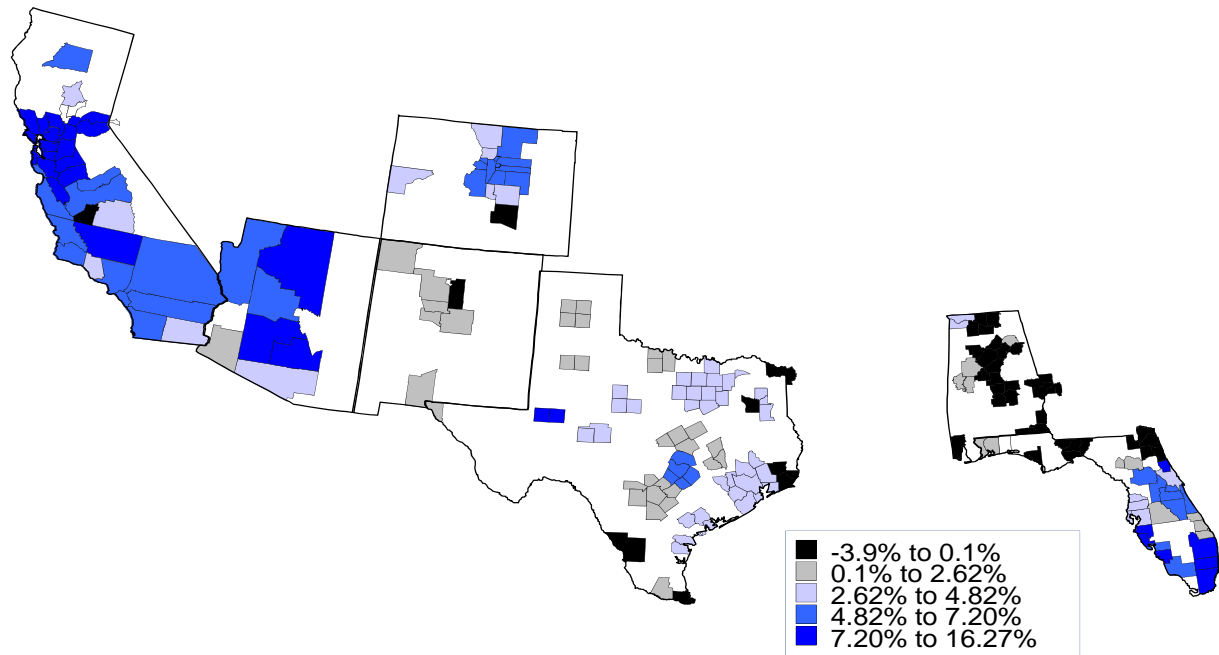 -3.9% to 0.1%
0.1% to 2.62%
2.62% to 4.82%
4.82% to 7.20%
7.20% to 16.27%